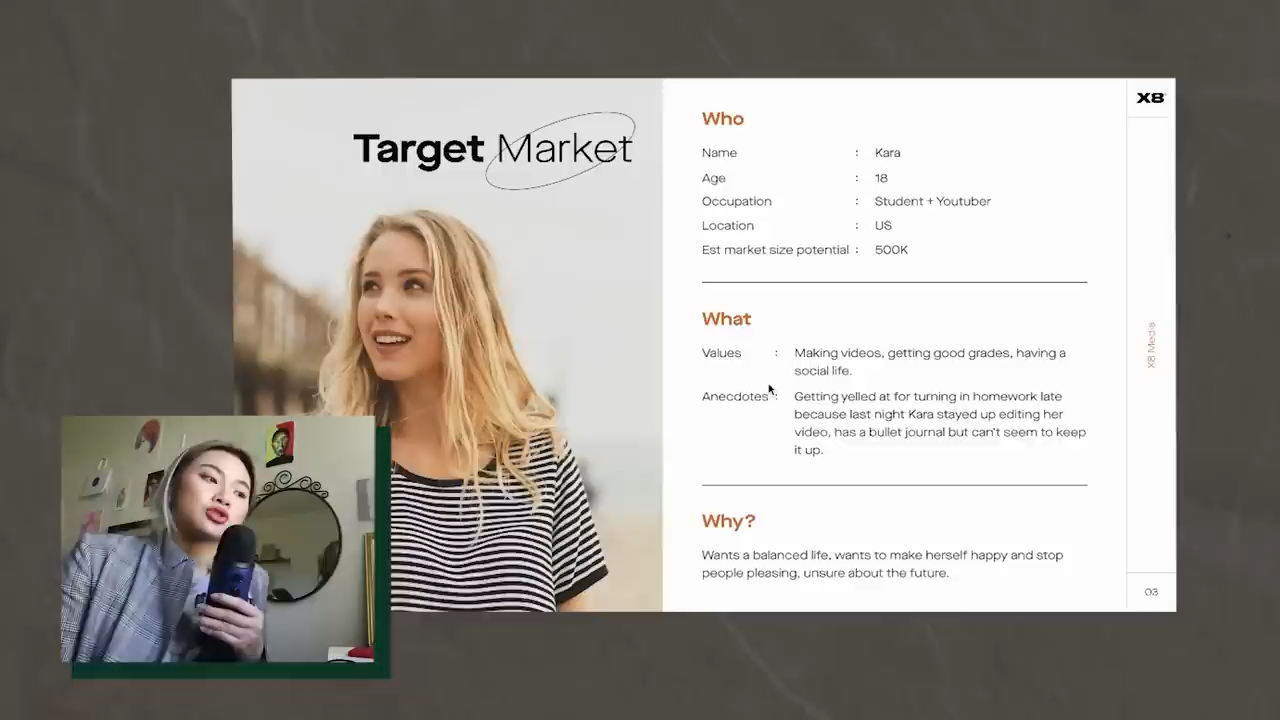 Target Market
Who
Name : Kara
Age : 18
Occupation : Student + Youtuber
Location : US
Est market size potential : 500K
What
Values : Making videos, getting good grades, having a
social life.
Anecdotes : Getting yelled at for turning in homework late
because last night Kara stayed up editing her
video, has a bullet journal but can't seem to keep
it up.
Why?
Wants a balanced life, wants to make herself happy and stop
people pleasing, unsure about the future.
X8
X8 Media
03